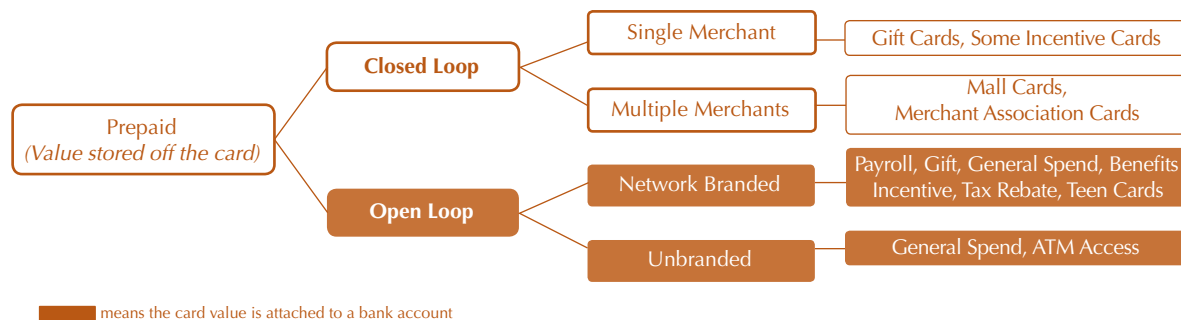 Prepaid
(Value stored off the card)
Closed Loop
Open Loop
Single Merchant
Multiple Merchants
Network Branded
Unbranded
Gift Cards, Some Incentive Cards
Mall Cards,
Merchant Association Cards
Payroll, Gift, General Spend, Benefits
Incentive, Tax Rebate, Teen Cards
General Spend, ATM Access
means the card value is attached to a bank account